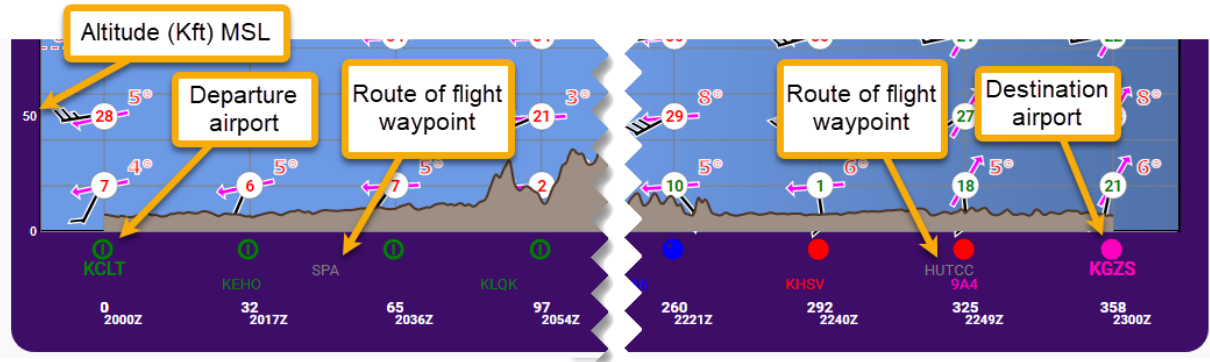 Altitude (Kft) MSL
Departure
airport
Route of flight
waypoint
Route of flight
waypoint
Destination
airport
50
28
5°
21
3°
29
8°
27
8°
7
4°
6
5°
7
5°
2
10
5°
1
6°
18
5°
21
6°
0
KCLT
KEHO
SPA
KLQK
KHSV
HUTCC
9A4
KGZS
0
2000Z
32
2017Z
65
2036Z
97
2054Z
260
2221Z
292
2240Z
325
2249Z
358
2300Z